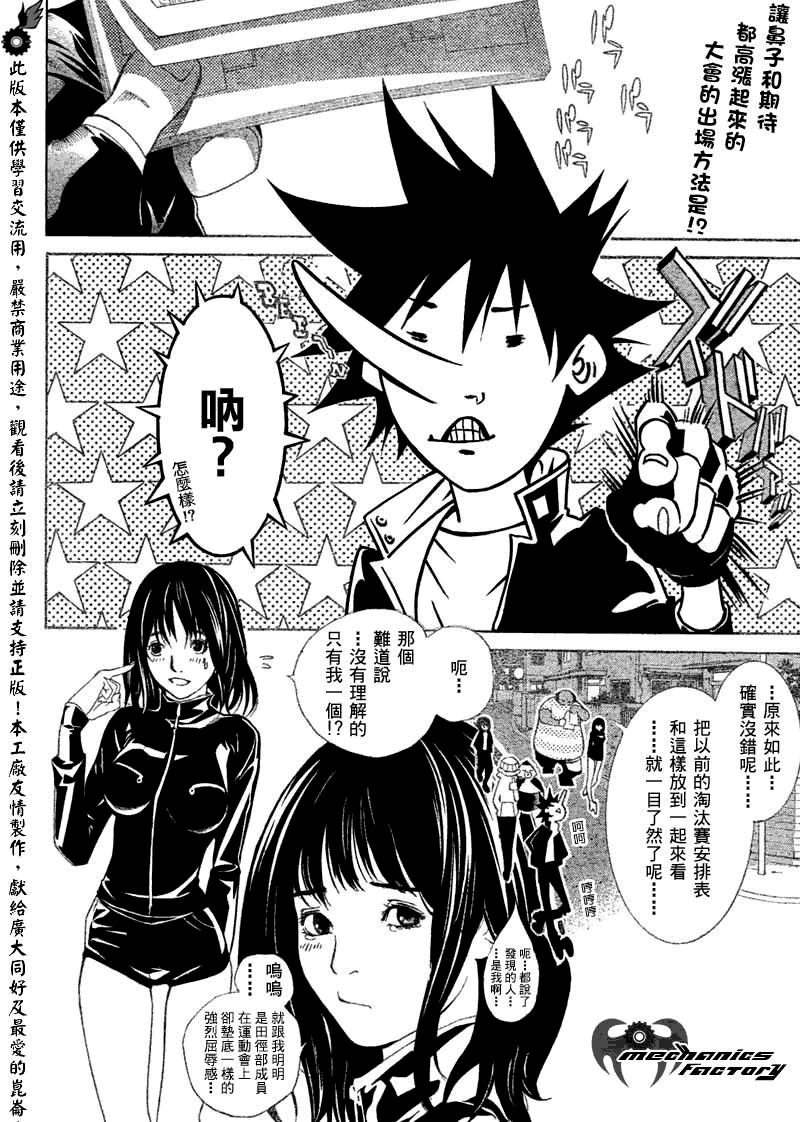 讓鼻子和期待
都高漲起來的
大會的出場方法是!?
吶?
怎麼樣!?
…原來如此…
確實沒錯呢……
把以前的淘汰賽安排表
和這樣放到一起來看
……就一目了然了呢……
呃…
那個
難道說
…沒有理解的
只有我一個!?
呵呵
哼哼哼
呃…都說了
發現的人…
…是我啊…
嗚嗚…
就跟我明明
是田徑部成員
在運動會上
卻墊底一樣的
強烈屈辱感…
mechanics
factory
此版本僅供學習交流用，嚴禁商業用途，觀看後請立刻刪除並請支持正版！本工廠友情製作，獻給廣大同好及最愛的崑崙